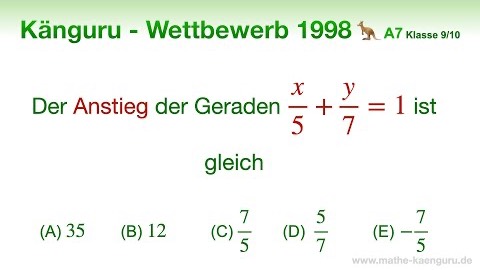 Känguru - Wettbewerb 1998 🦘 A7 Klasse 9/10
Der Anstieg der Geraden x/5 + y/7 = 1 ist
gleich
(A) 35 (B) 12 (C) 7/5 (D) 5/7 (E) −7/5
www.mathe-kaenguru.de